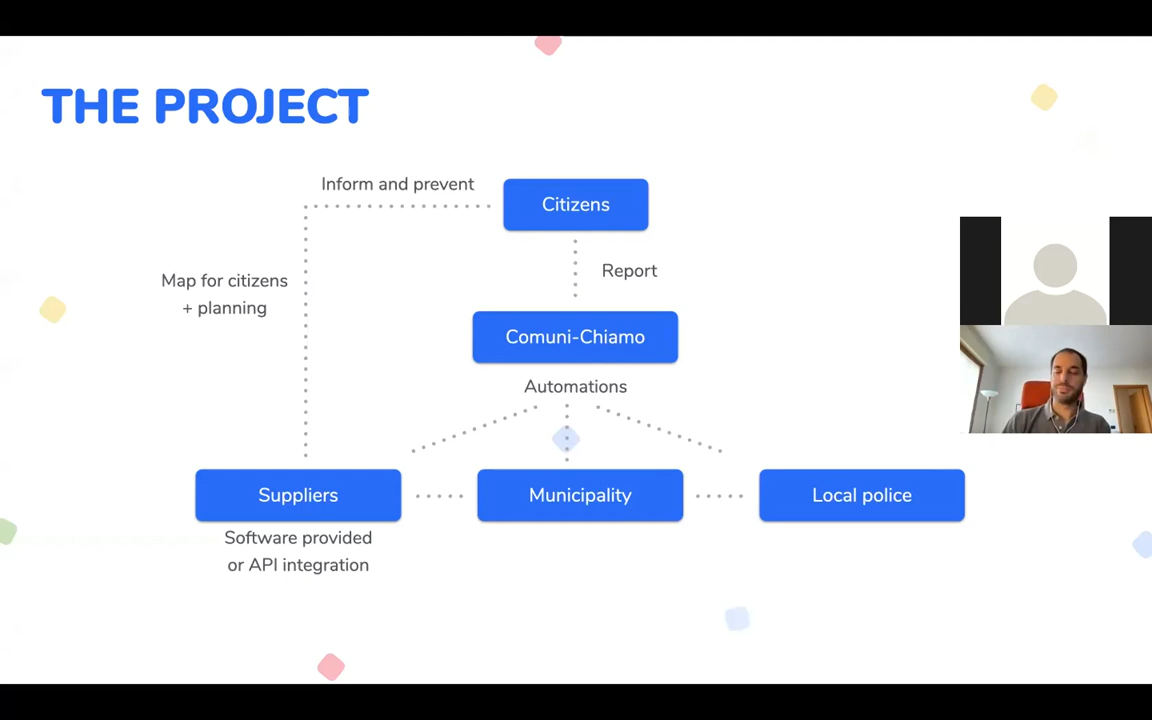 THE PROJECT
Inform and prevent
Citizens
Map for citizens
+ planning
Report
Comuni-Chiamo
Automations
Suppliers
Municipality
Local police
Software provided
or API integration